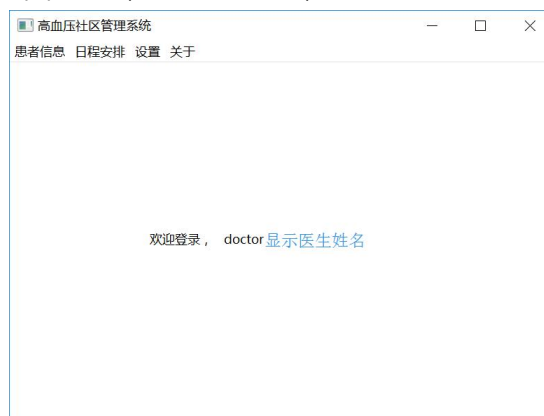 高血压社区管理系统
患者信息 日程安排 设置 关于
欢迎登录， doctor显示医生姓名